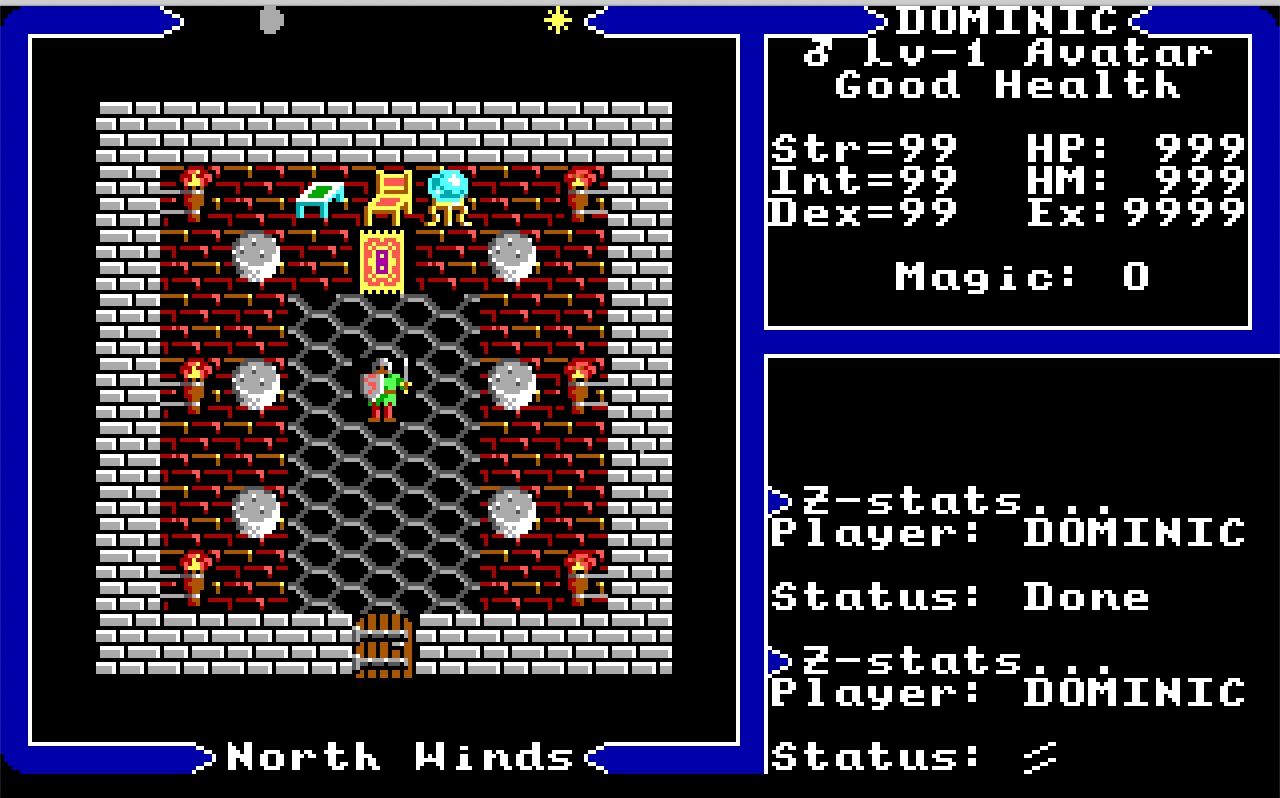 DOMINIC
♂ Lv-1 Avatar
Good Health
Str=99 HP: 999
Int=99 HM: 999
Dex=99 Ex:9999
Magic: 0
Z-stats...
Player: DOMINIC
Status: Done
Z-stats...
Player: DOMINIC
Status:
North Winds